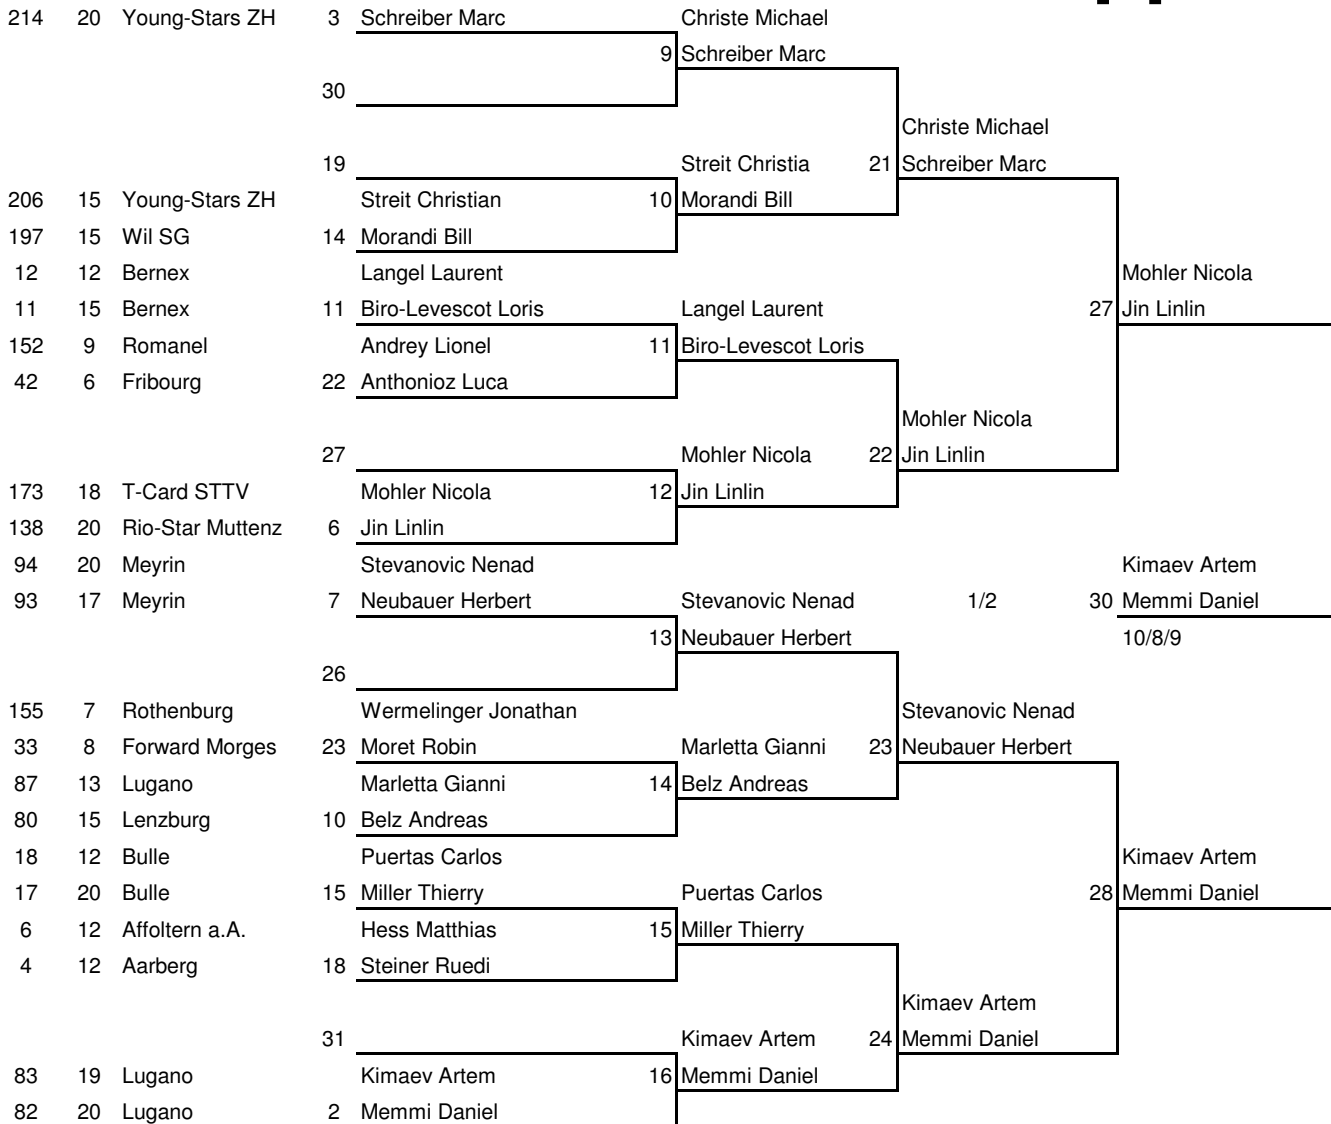 214 20 Young-Stars ZH 3 Schreiber Marc Christe Michael
9 Schreiber Marc
30
Christe Michael
19 Streit Christia 21 Schreiber Marc
206 15 Young-Stars ZH Streit Christian 10 Morandi Bill
197 15 Wil SG 14 Morandi Bill
12 12 Bernex Langel Laurent Mohler Nicola
11 15 Bernex 11 Biro-Levescot Loris Langel Laurent 27 Jin Linlin
152 9 Romanel Andrey Lionel 11 Biro-Levescot Loris
42 6 Fribourg 22 Anthonioz Luca
Mohler Nicola
27 Mohler Nicola 22 Jin Linlin
173 18 T-Card STTV Mohler Nicola 12 Jin Linlin
138 20 Rio-Star Muttenz 6 Jin Linlin
94 20 Meyrin Stevanovic Nenad Kimaev Artem
93 17 Meyrin 7 Neubauer Herbert Stevanovic Nenad 1/2 30 Memmi Daniel
13 Neubauer Herbert 10/8/9
26
155 7 Rothenburg Wermelinger Jonathan Stevanovic Nenad
33 8 Forward Morges 23 Moret Robin Marletta Gianni 23 Neubauer Herbert
87 13 Lugano Marletta Gianni 14 Belz Andreas
80 15 Lenzburg 10 Belz Andreas
18 12 Bulle Puertas Carlos Kimaev Artem
17 20 Bulle 15 Miller Thierry Puertas Carlos 28 Memmi Daniel
6 12 Affoltern a.A. Hess Matthias 15 Miller Thierry
4 12 Aarberg 18 Steiner Ruedi
Kimaev Artem
31 Kimaev Artem 24 Memmi Daniel
83 19 Lugano Kimaev Artem 16 Memmi Daniel
82 20 Lugano 2 Memmi Daniel